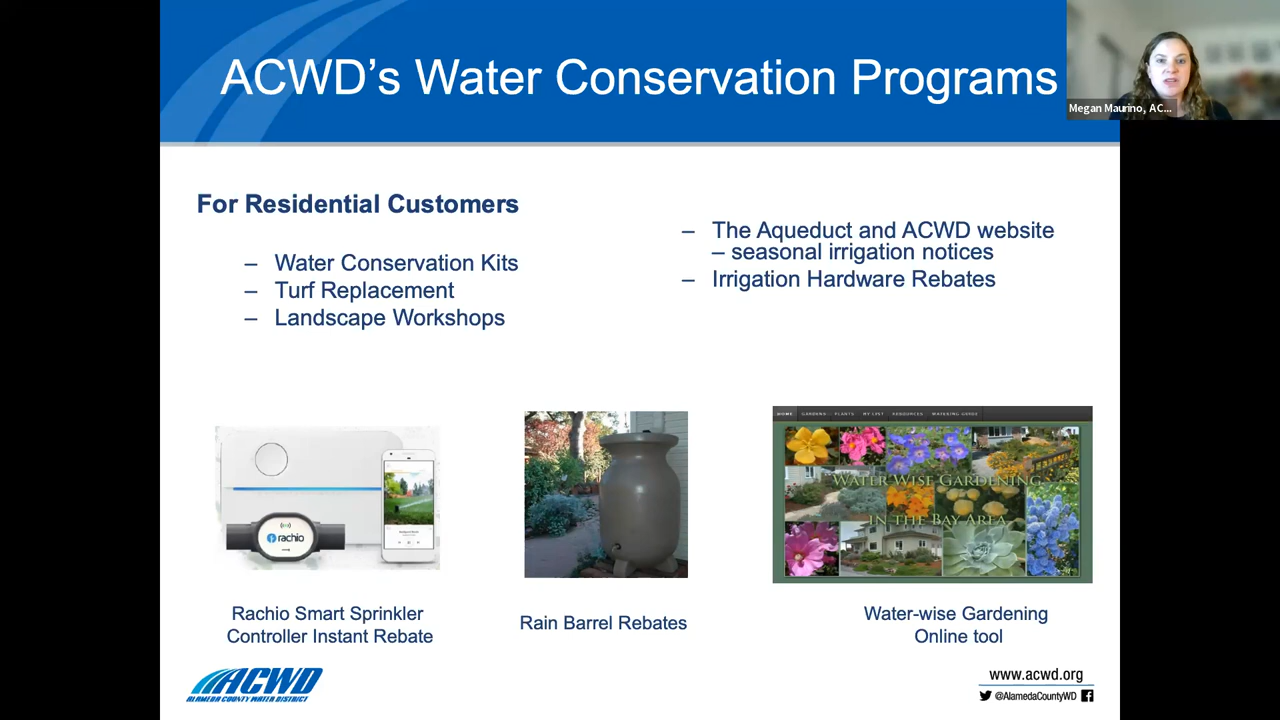 ACWD's Water Conservation Programs
Megan Maurino, AC...
For Residential Customers
– Water Conservation Kits
– Turf Replacement
– Landscape Workshops
– The Aqueduct and ACWD website
– seasonal irrigation notices
– Irrigation Hardware Rebates
rachio
HOME GARDENS PLANTS MY LIST RESOURCES WATERING GUIDE
WATER-WISE GARDENING
IN THE BAY AREA
Rachio Smart Sprinkler
Controller Instant Rebate
Rain Barrel Rebates
Water-wise Gardening
Online tool
ACWD
ALAMEDA COUNTY WATER DISTRICT
www.acwd.org
@AlamedaCountyWD